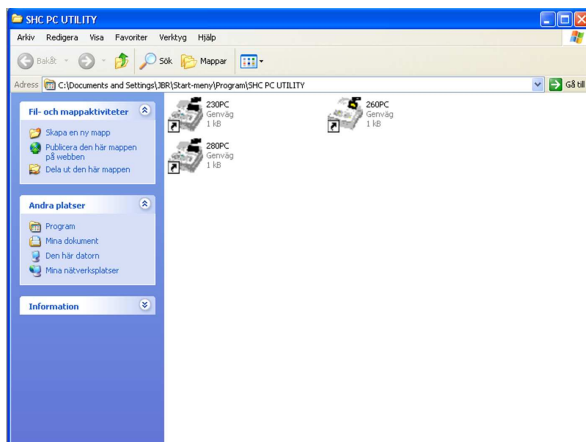 SHC PC UTILITY
Arkiv Redigera Visa Favoriter Verktyg Hjälp
Bakåt Sök Mappar
Adress C:\Documents and Settings\JBR\Start-meny\Program\SHC PC UTILITY Gå till
Fil- och mappaktiviteter
Skapa en ny mapp
Publicera den här mappen
på webben
Dela ut den här mappen
Andra platser
Program
Mina dokument
Den här datorn
Mina nätverksplatser
Information
230PC
Genväg
1 kB
260PC
Genväg
1 kB
280PC
Genväg
1 kB